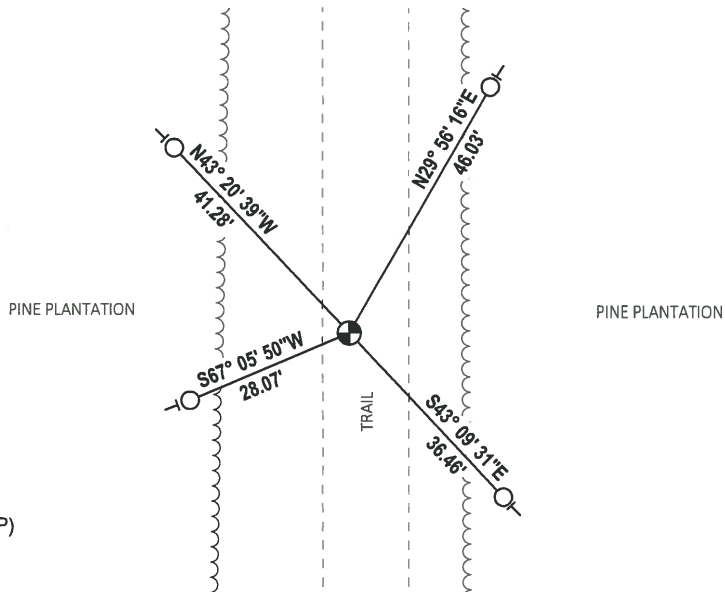 N29° 56' 16"E
46.03'
N43° 20' 39"W
41.28'
PINE PLANTATION
PINE PLANTATION
S67° 05' 50"W
28.07'
TRAIL
S43° 09' 31"E
36.46'
P)